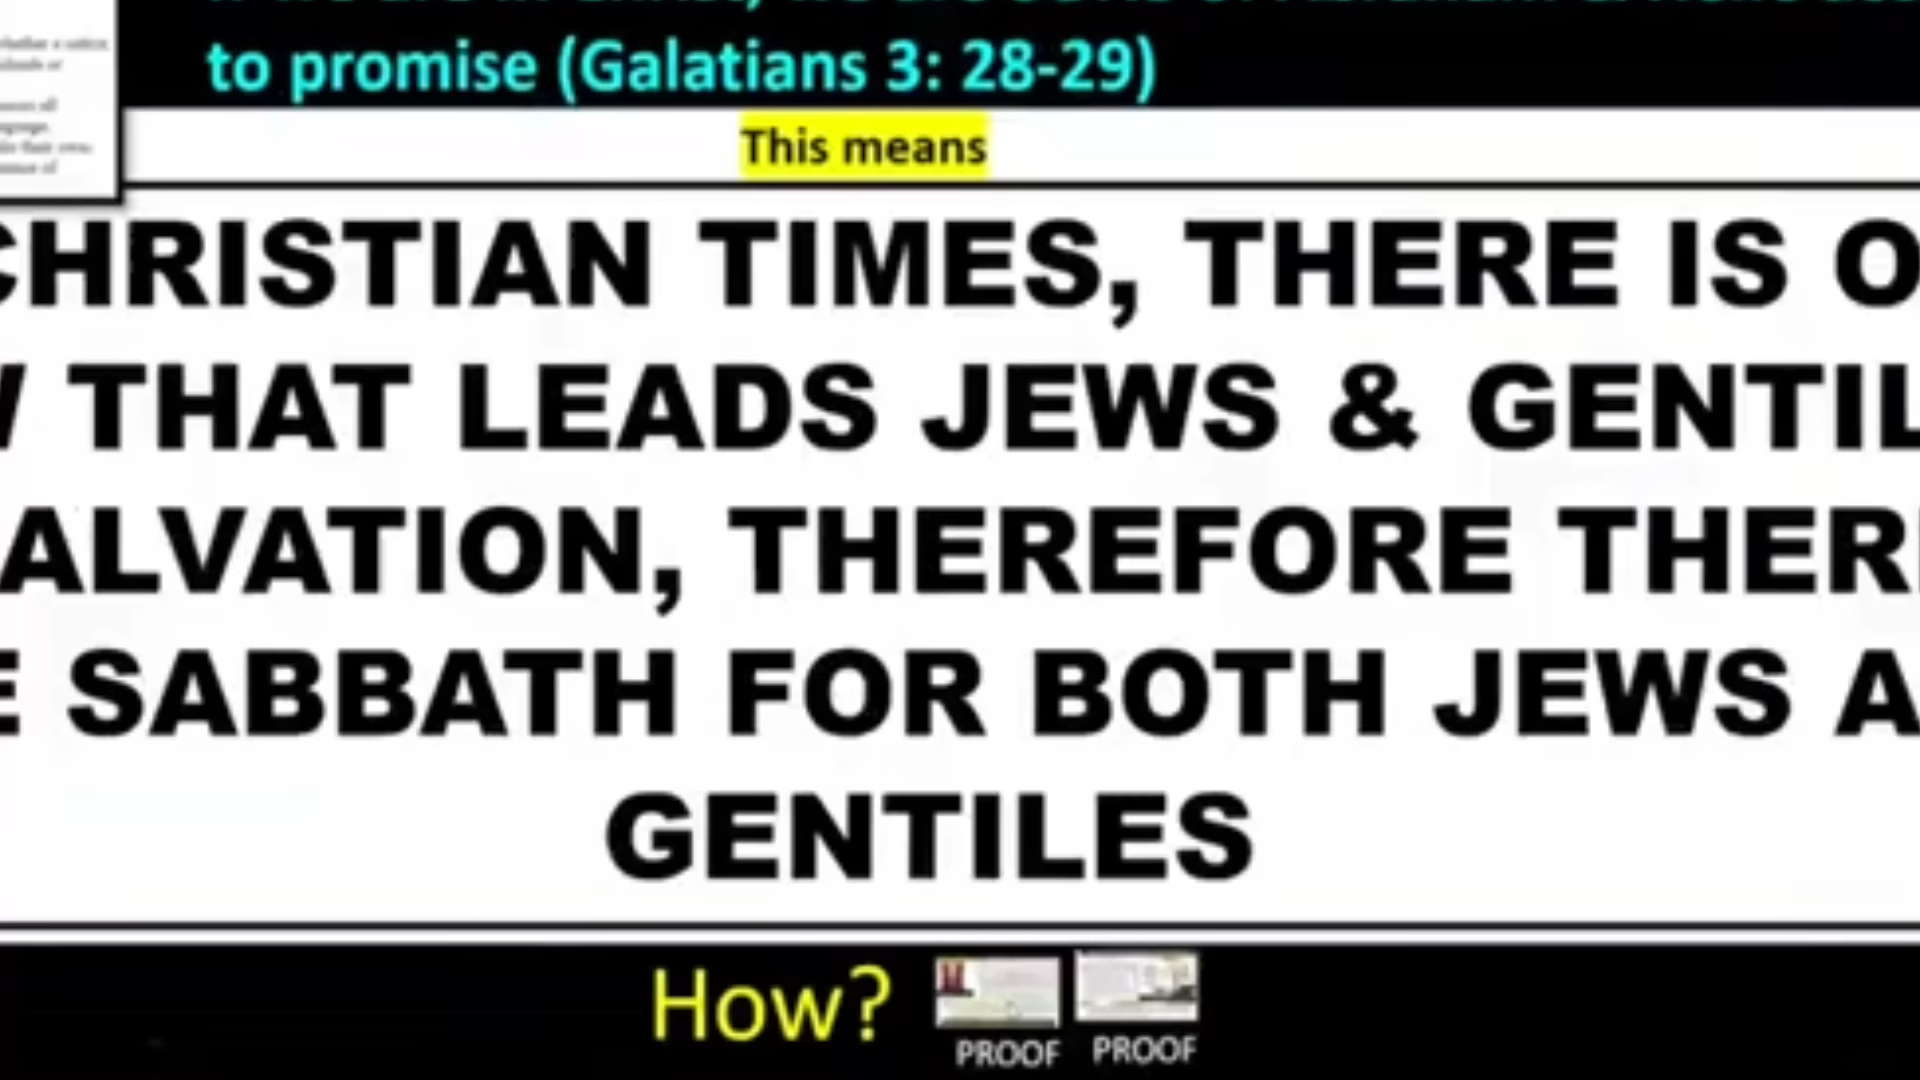 to promise (Galatians 3: 28-29)
This means
CHRISTIAN TIMES, THERE IS O
THAT LEADS JEWS & GENTIL
ALVATION, THEREFORE THER
E SABBATH FOR BOTH JEWS A
GENTILES
How?
PROOF PROOF